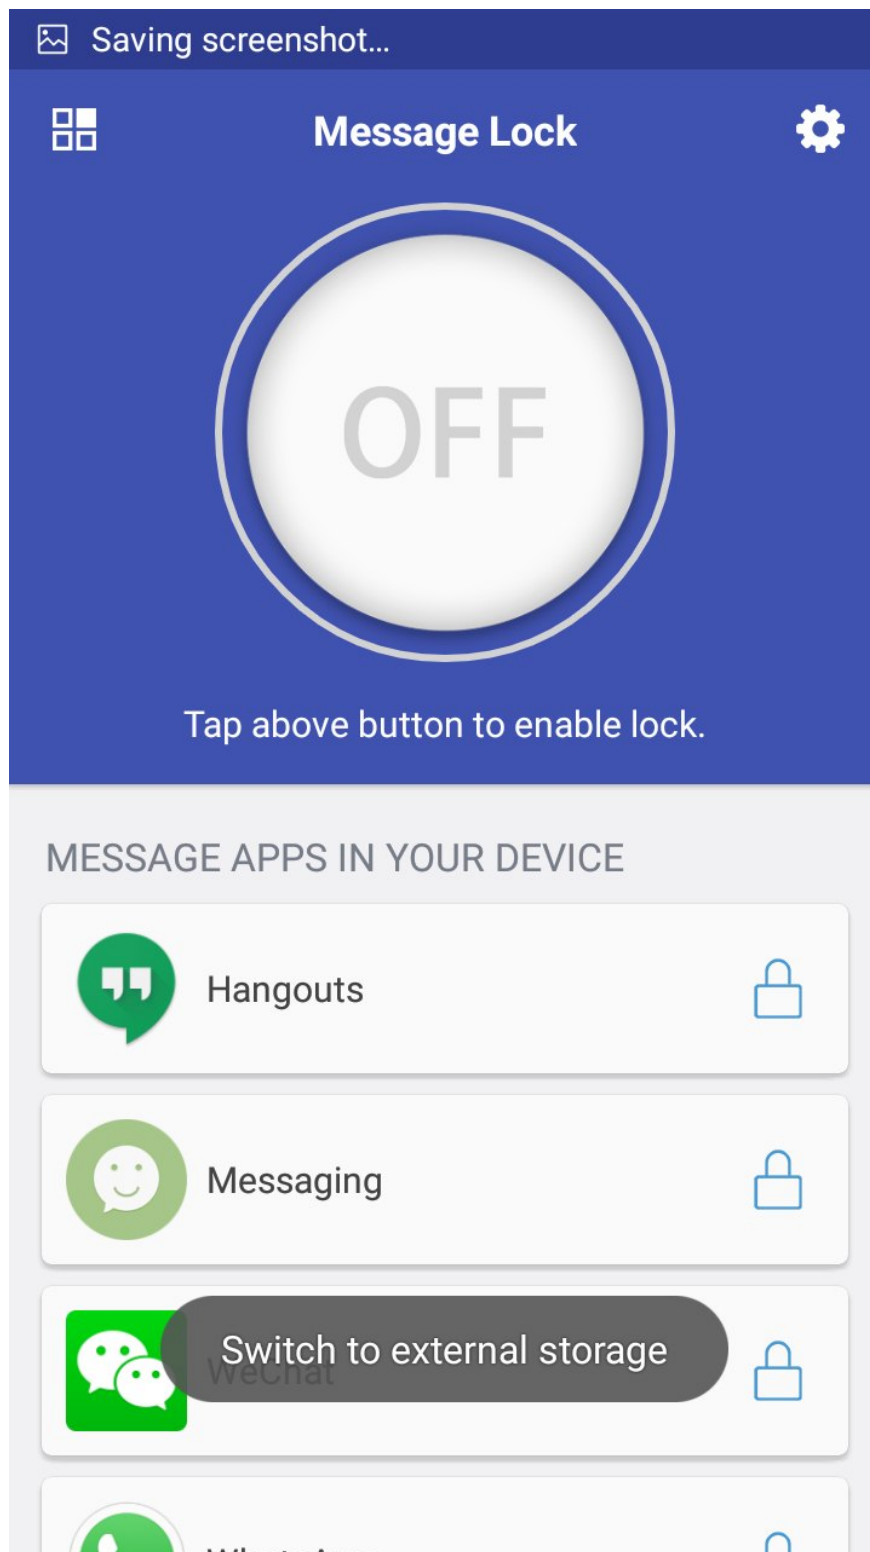 Saving screenshot...
Message Lock
OFF
Tap above button to enable lock.
MESSAGE APPS IN YOUR DEVICE
Hangouts
Messaging
Switch to external storage
WeChat